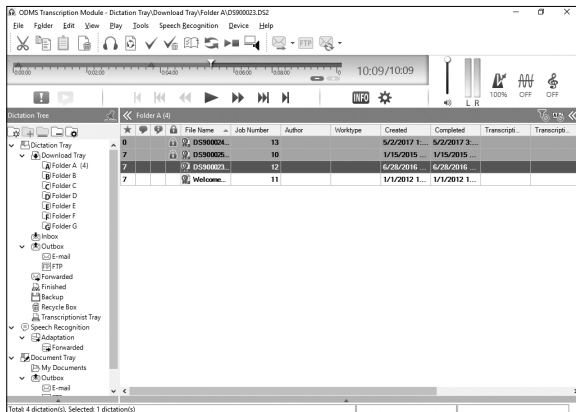 ODMS Transcription Module - Dictation Tray\Download Tray\Folder A\DS900023.DS2
File Folder Edit View Play Tools Speech Recognition Device Help
FTP
0:00:00 0:02:00 0:04:00 0:06:00 0:08:00 10:09/10:09
INFO L R 100% OFF OFF
Dictation Tree Folder A (4)
File Name Job Number Author Worktype Created Completed Transcripti... Transcripti...
0 DS900024... 13 5/2/2017 1:... 5/2/2017 3:...
7 DS900025... 10 1/15/2015 ... 1/15/2015 ...
7 DS900023... 12 6/28/2016 ... 6/28/2016 ...
7 Welcome... 11 1/1/2012 1... 1/1/2012 1...
Dictation Tray
Download Tray
Folder A (4)
Folder B
Folder C
Folder D
Folder E
Folder F
Folder G
Inbox
Outbox
E-mail
FTP
Forwarded
Finished
Backup
Recycle Box
Transcriptionist Tray
Speech Recognition
Adaptation
Forwarded
Document Tray
My Documents
Outbox
E-mail
Total: 4 dictation(s), Selected: 1 dictation(s)